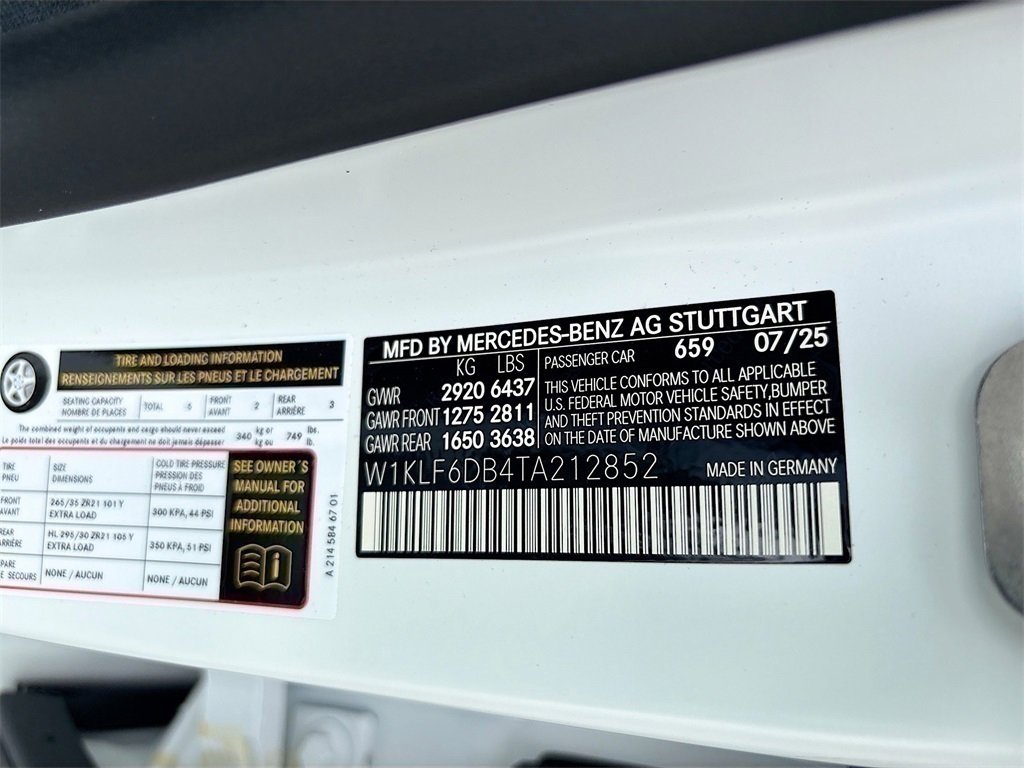 TIRE AND LOADING INFORMATION
RENSEIGNEMENTS SUR LES PNEUS ET LE CHARGEMENT
SEATING CAPACITY
NOMBRE DE PLACES
TOTAL
FRONT
AVANT
2
REAR
ARRIÈRE
3
The combined weight of occupants and cargo should never exceed
Le poids total des occupants et du chargement ne doit jamais dépasser
340 kg or
kg ou
749 lbs.
lb.
TIRE
PNEU
SIZE
DIMENSIONS
COLD TIRE PRESSURE
PRESSION DES
PNEUS À FROID
FRONT
AVANT
265/35 ZR21 101 Y
EXTRA LOAD
300 KPA, 44 PSI
REAR
ARRIÈRE
HL 295/30 ZR21 105 Y
EXTRA LOAD
350 KPA, 51 PSI
PARE
E SECOURS
NONE / AUCUN
NONE / AUCUN
SEE OWNER´S
MANUAL FOR
ADDITIONAL
INFORMATION
A 214 584 67 01
MFD BY MERCEDES-BENZ AG STUTTGART
KG LBS
GVWR 2920 6437
GAWR FRONT 1275 2811
GAWR REAR 1650 3638
PASSENGER CAR 659 07/25
THIS VEHICLE CONFORMS TO ALL APPLICABLE
U.S. FEDERAL MOTOR VEHICLE SAFETY,BUMPER
AND THEFT PREVENTION STANDARDS IN EFFECT
ON THE DATE OF MANUFACTURE SHOWN ABOVE
W1KLF6DB4TA212852
MADE IN GERMANY